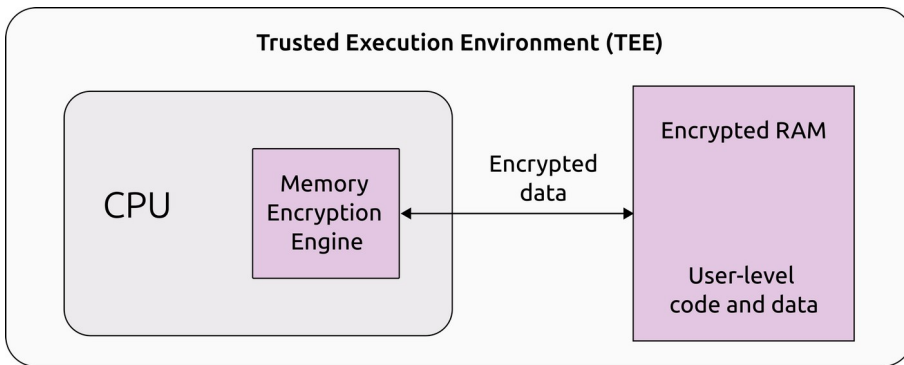 Trusted Execution Environment (TEE)
CPU
Memory
Encryption
Engine
Encrypted
data
Encrypted RAM
User-level
code and data